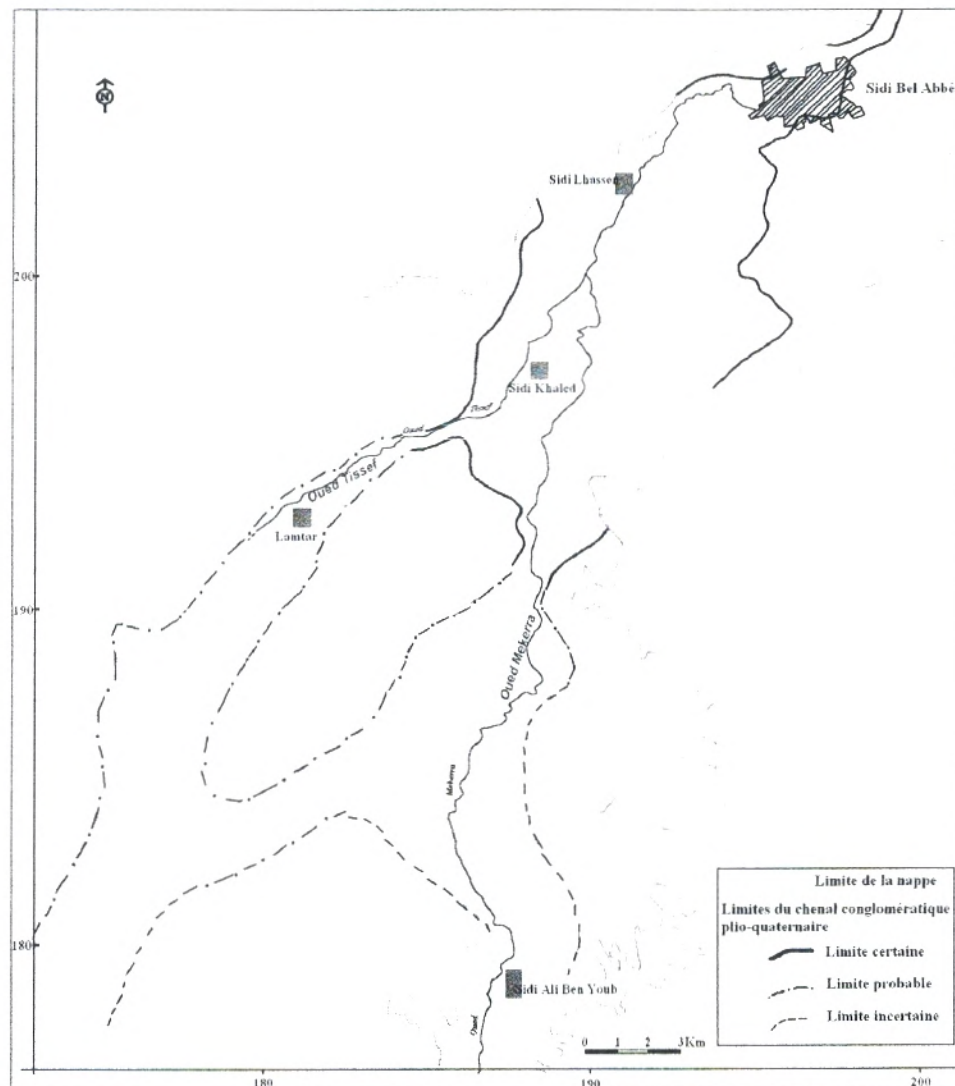 N
Sidi Bel Abbé
Sidi Lhassen
200
Sidi Khaled
Oued Tissef
Oued Tissef
Lamtar
190
Oued Mekerra
Mekerra
180
Sidi Ali Ben Youb
Oued
Limite de la nappe
Limites du chenal conglomératique
plio-quaternaire
Limite certaine
Limite probable
Limite incertaine
0 1 2 3Km
180 190 200